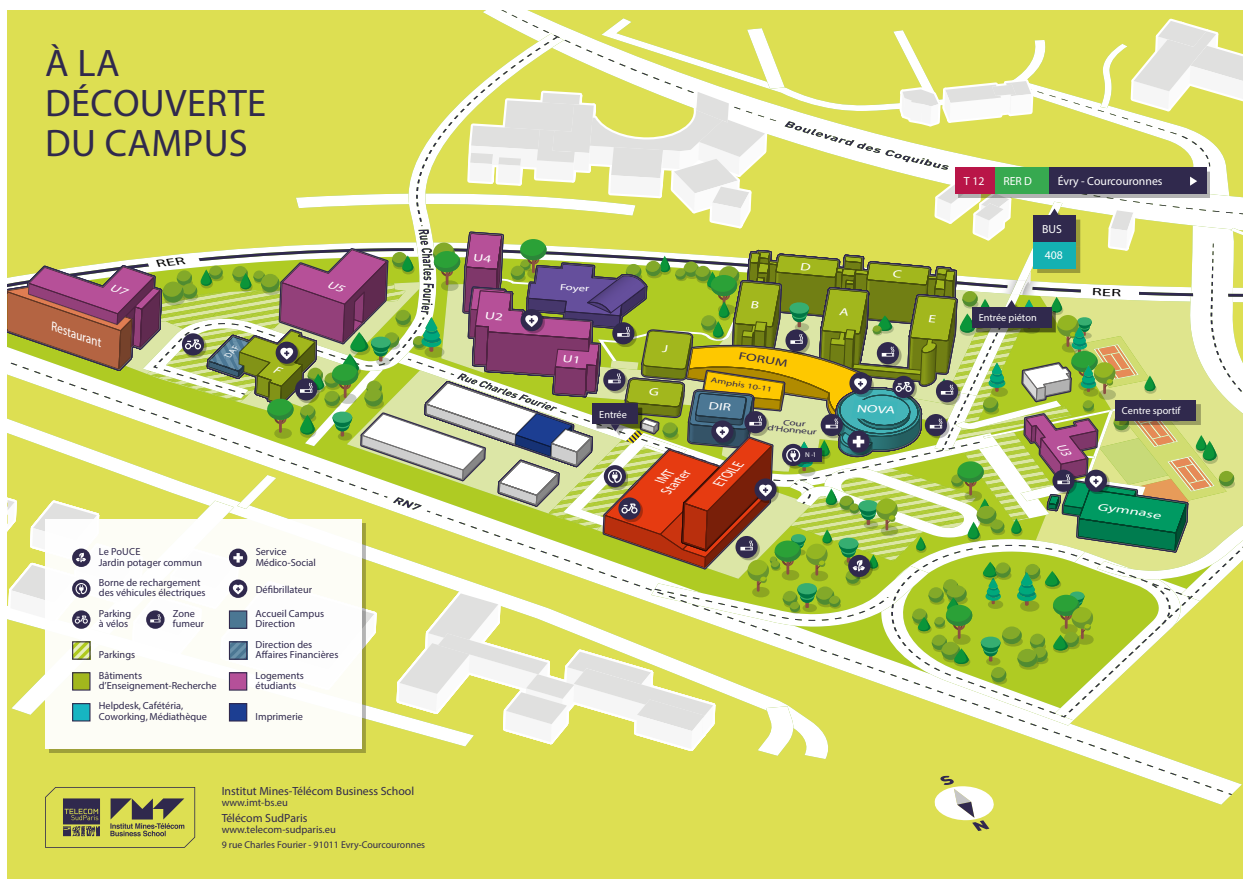 À LA
DÉCOUVERTE
DU CAMPUS
Boulevard des Coquibus
T 12 RER D Évry - Courcouronnes
BUS
408
RER
RER
Rue Charles Fourier
U4
Foyer
D
C
U7
U5
U2
B
A
E
Entrée piéton
Restaurant
DAF
F
U1
J
FORUM
Rue Charles Fourier
G
Amphis 10-11
Entrée
DIR
NOVA
Cour
d'Honneur
Centre sportif
U3
N -1
IMT
Starter
ETOILE
RN7
Gymnase
Le PoUCE
Jardin potager commun
Service
Médico-Social
Borne de rechargement
des véhicules électriques
Défibrillateur
Parking
à vélos
Zone
fumeur
Accueil Campus
Direction
Parkings
Direction des
Affaires Financières
Bâtiments
d'Enseignement-Recherche
Logements
étudiants
Helpdesk, Cafétéria,
Coworking, Médiathèque
Imprimerie
TELECOM
SudParis
Institut Mines-Télécom
Business School
Institut Mines-Télécom Business School
www.imt-bs.eu
Télécom SudParis
www.telecom-sudparis.eu
9 rue Charles Fourier - 91011 Evry-Courcouronnes
S
N